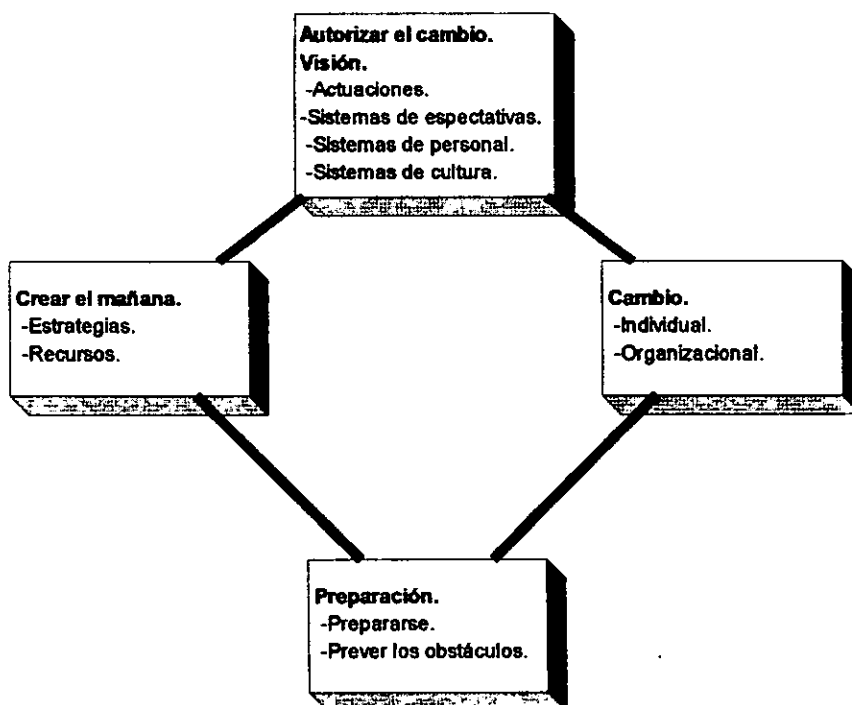 Autorizar el cambio.
Visión.
-Actuaciones.
-Sistemas de espectativas.
-Sistemas de personal.
-Sistemas de cultura.
Crear el mañana.
-Estrategias.
-Recursos.
Cambio.
-Individual.
-Organizacional.
Preparación.
-Prepararse.
-Prever los obstáculos.